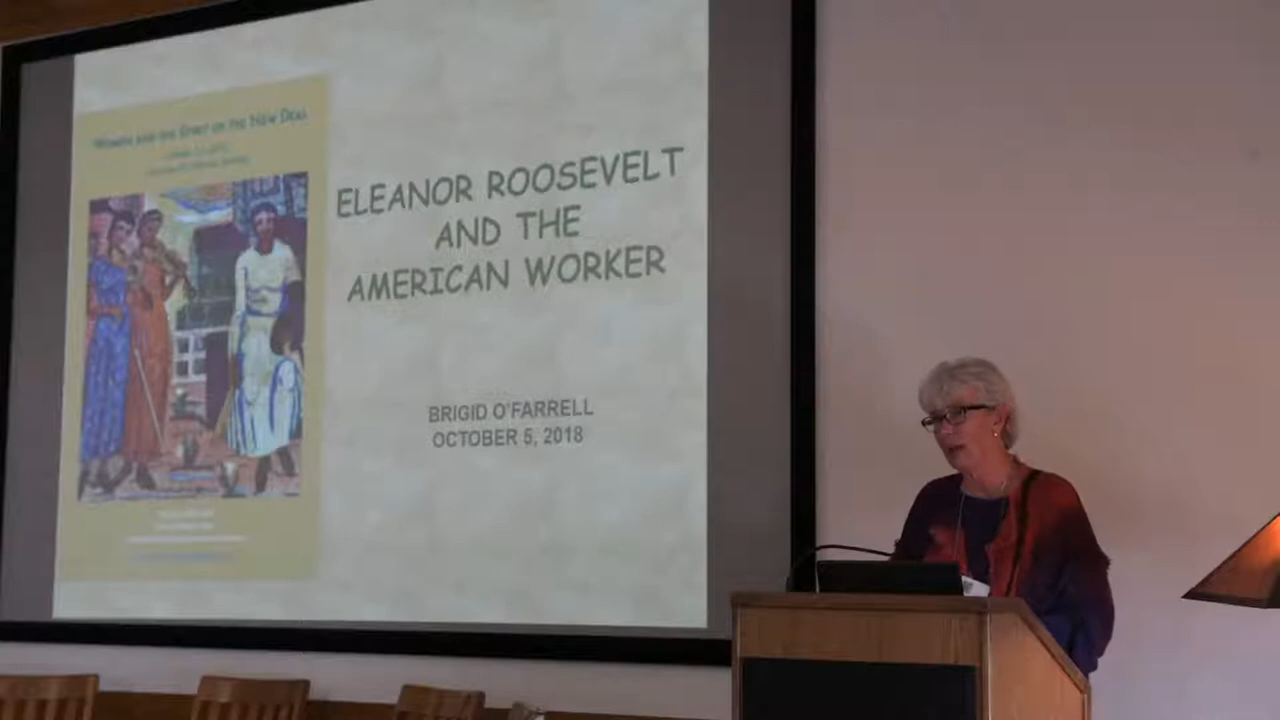 WOMEN AND THE SPIRIT OF THE NEW DEAL
ELEANOR ROOSEVELT
AND THE
AMERICAN WORKER
BRIGID O'FARRELL
OCTOBER 5, 2018